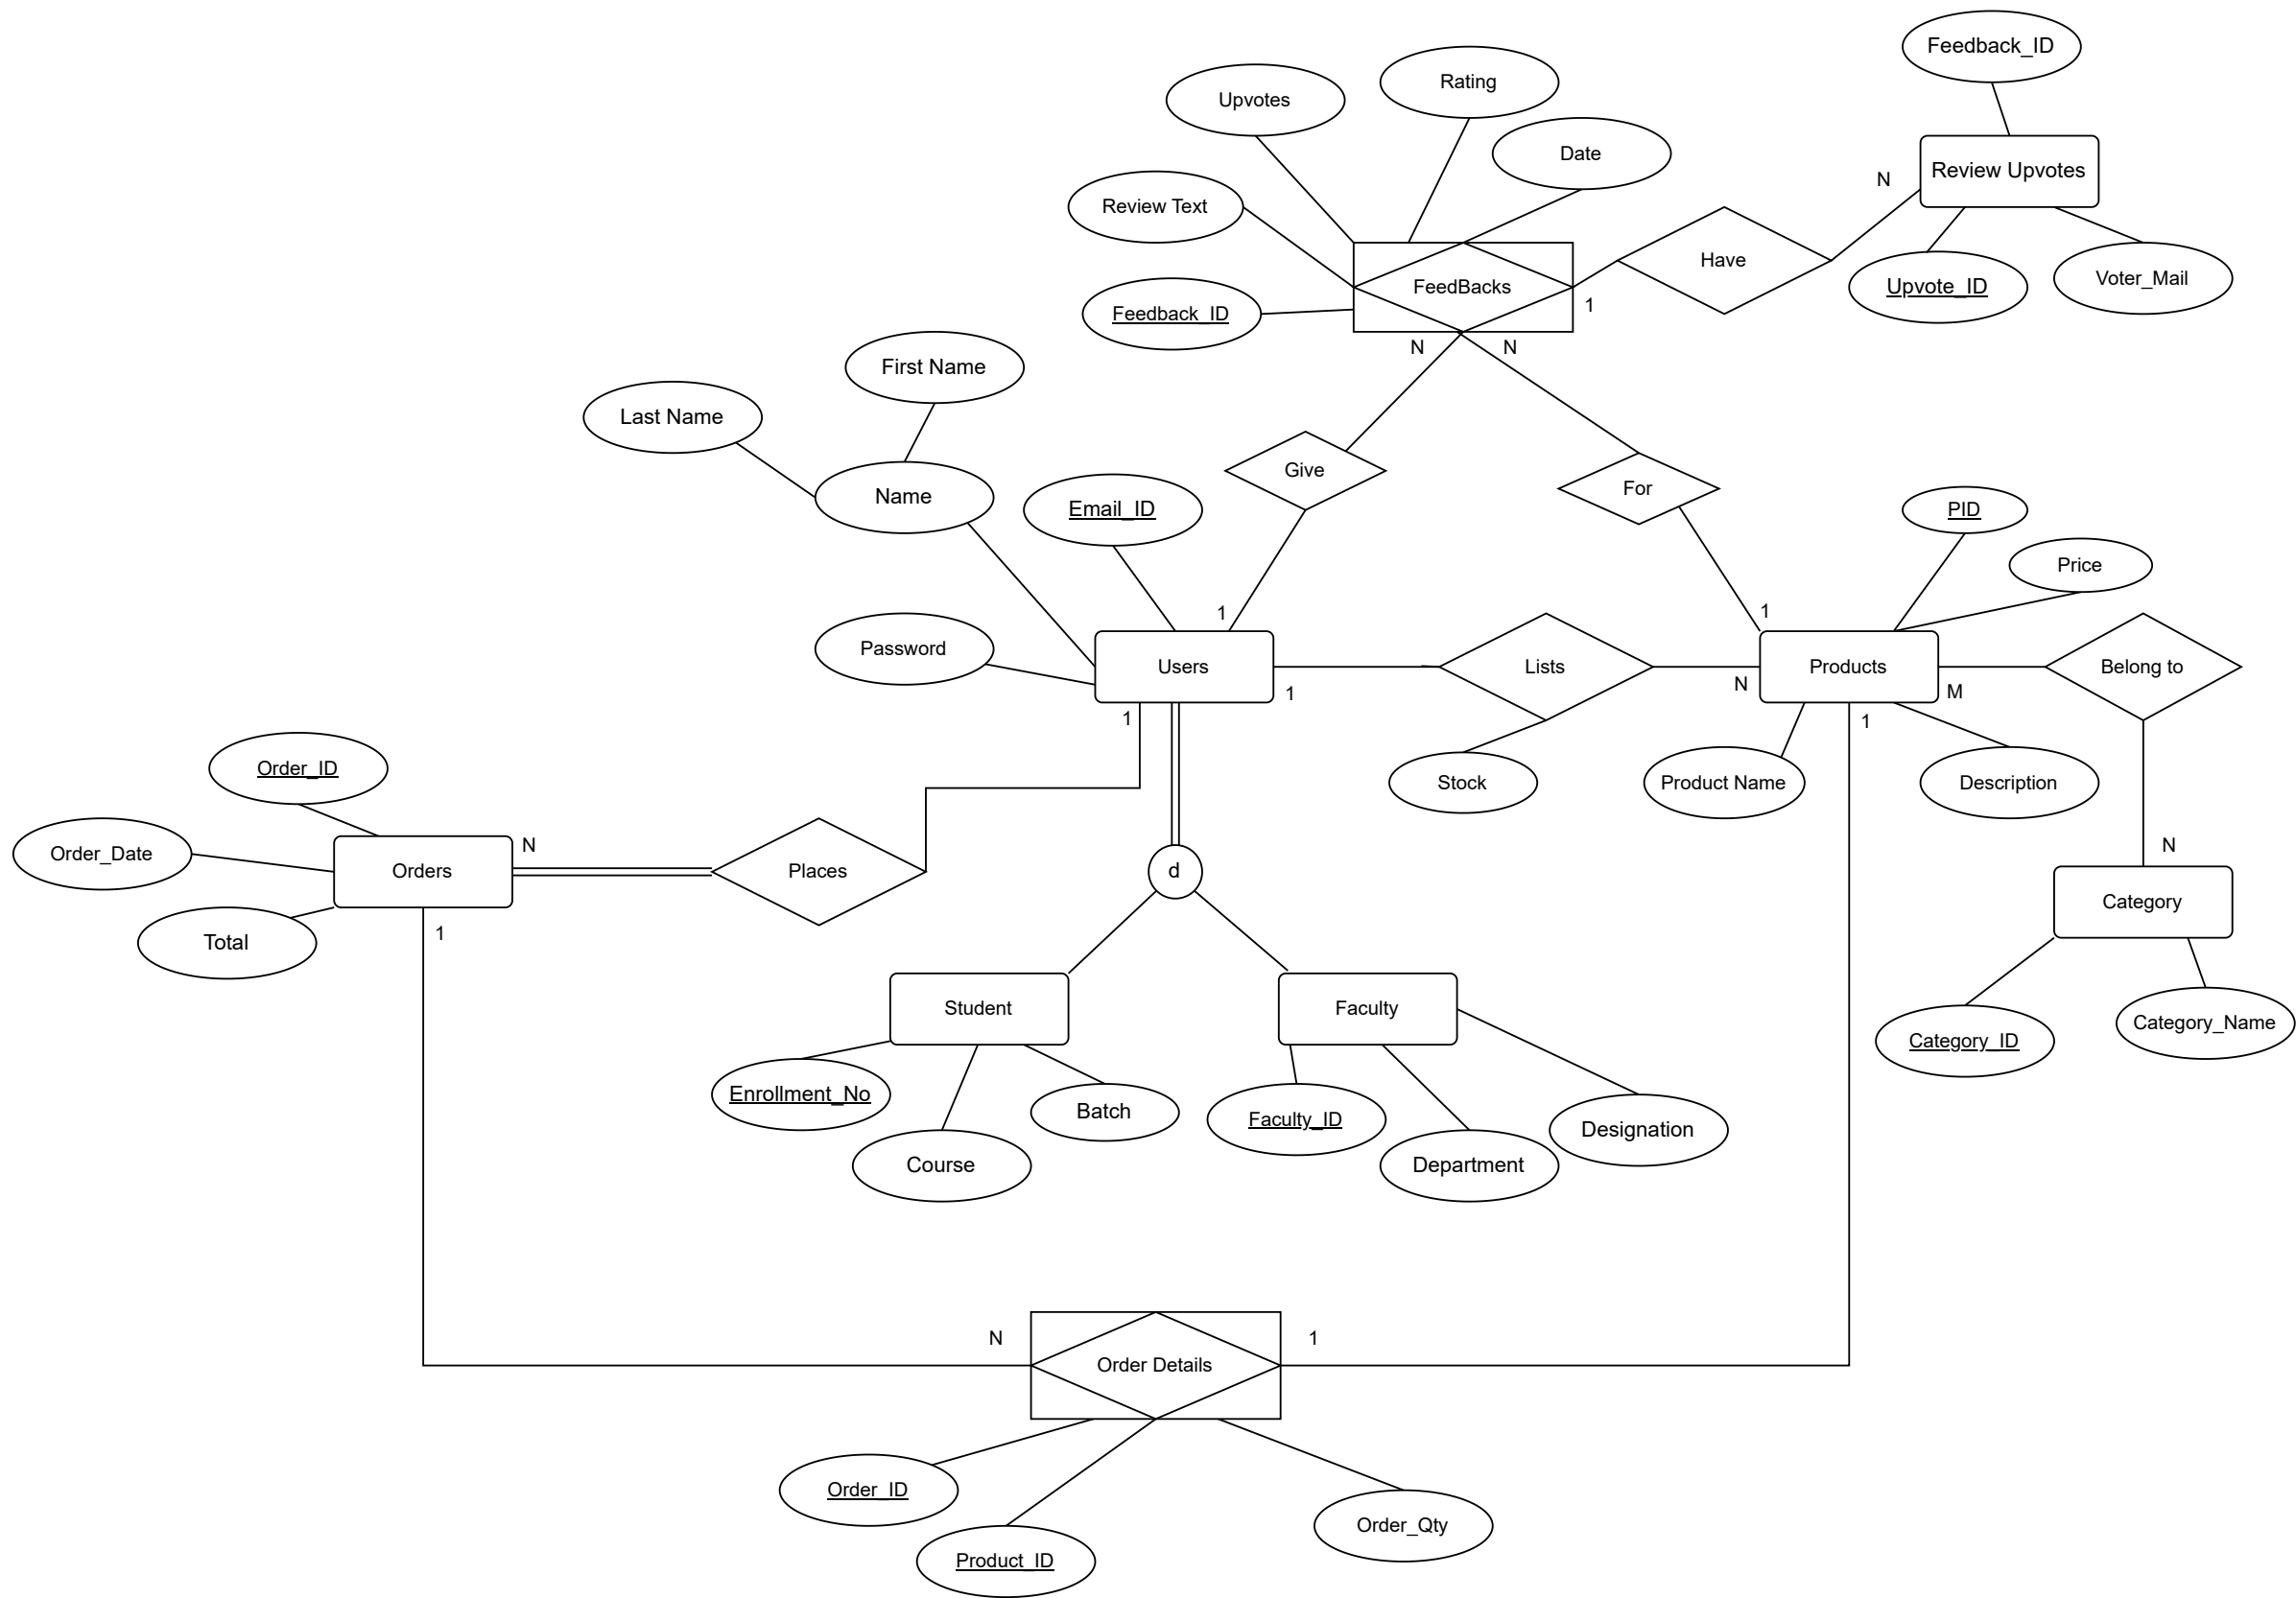 Feedback_ID
Rating
Upvotes
Date
Review Upvotes
N
Review Text
Have
Voter_Mail
FeedBacks
Upvote_ID
1
Feedback_ID
N
N
First Name
Last Name
Give
For
Name
Email_ID
PID
Price
1
1
Password
Users
Lists
Products
Belong to
1
N
M
1
1
Order_ID
Stock
Product Name
Description
N
N
Order_Date
Orders
Places
d
Category
1
Total
Student
Faculty
Category_Name
Category_ID
Enrollment_No
Batch
Faculty_ID
Designation
Course
Department
N
1
Order Details
Order_ID
Order_Qty
Product_ID